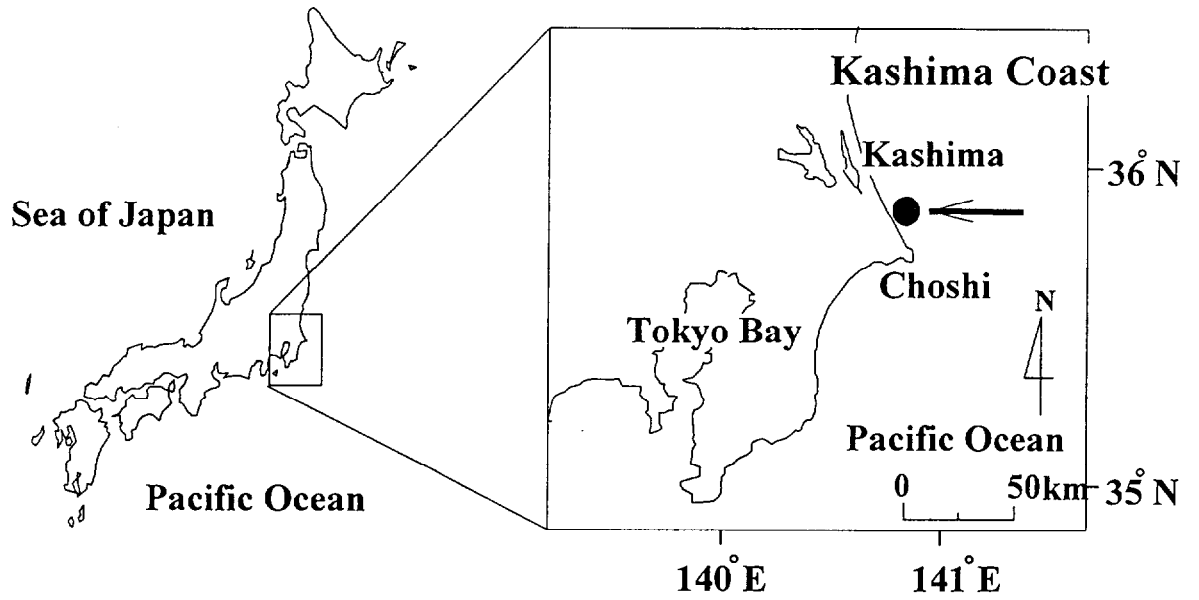 Sea of Japan
Pacific Ocean
Kashima Coast
Kashima
36°N
Choshi
N
Tokyo Bay
Pacific Ocean
0 50km
35°N
140°E 141°E